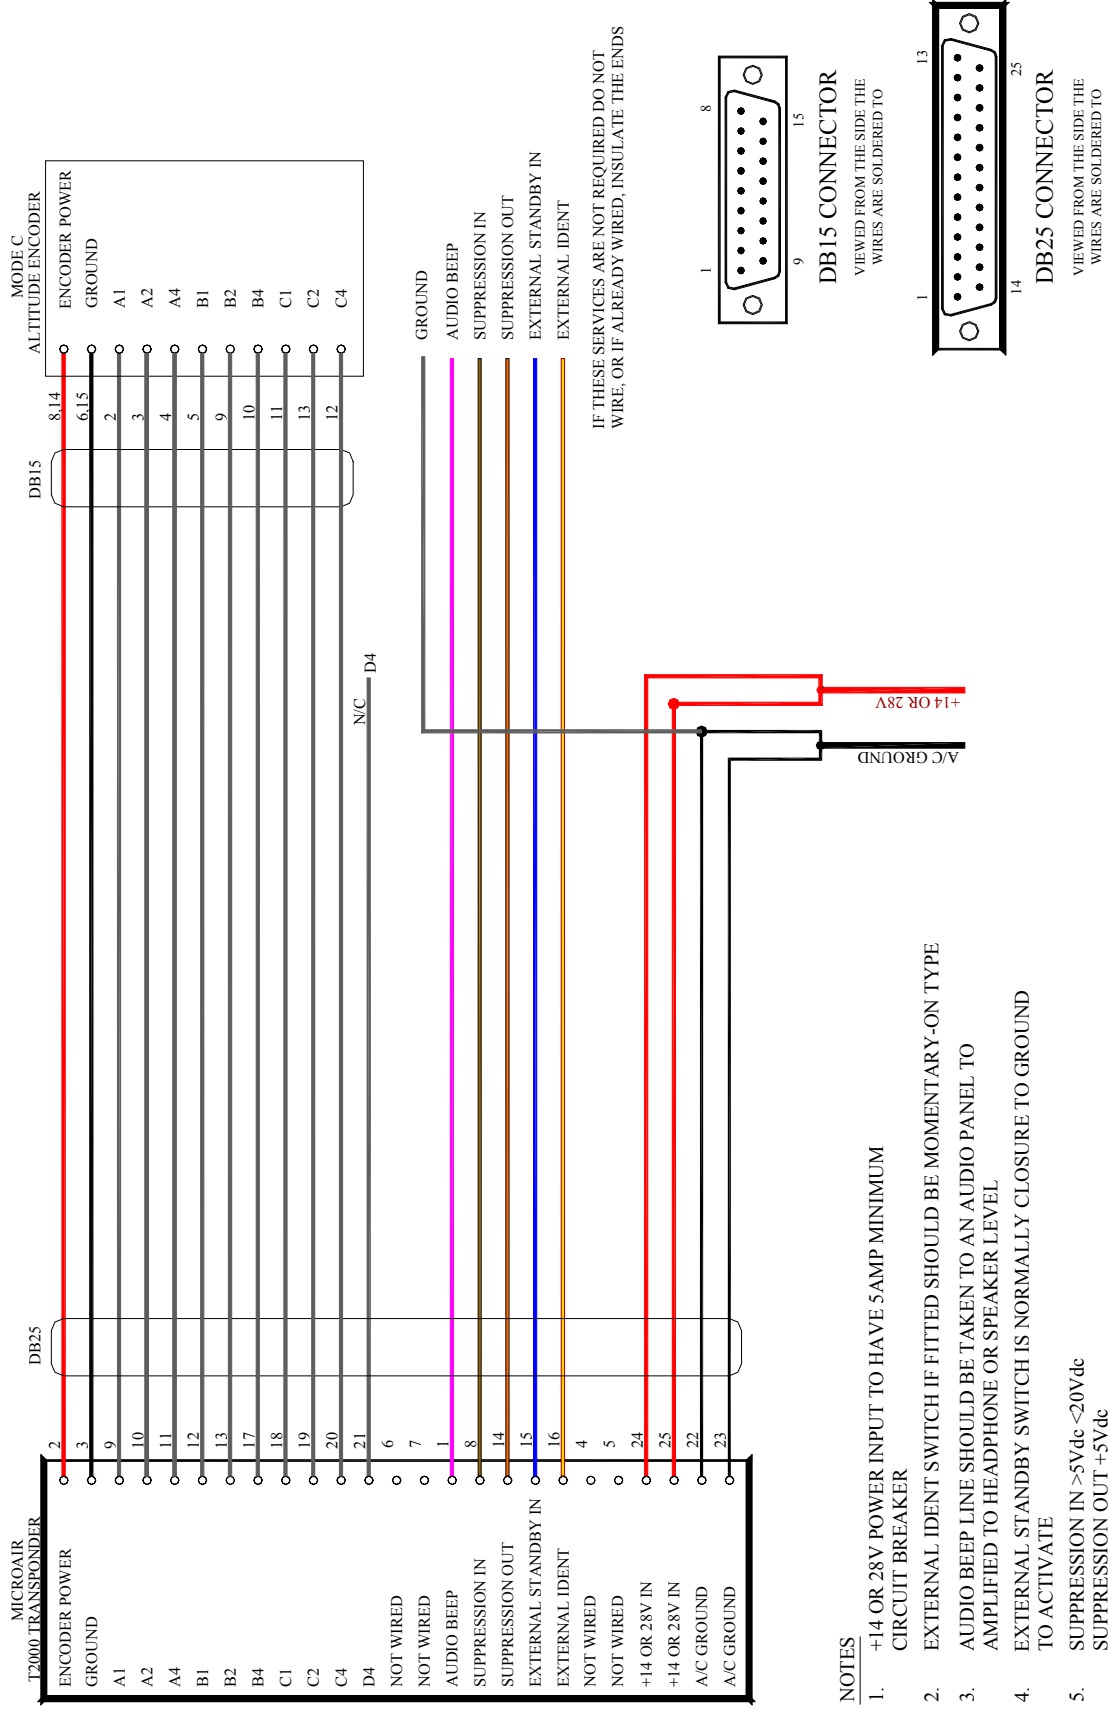 MICROAIR
T2000 TRANSPONDER
ENCODER POWER
GROUND
A1
A2
A4
B1
B2
B4
C1
C2
C4
D4
NOT WIRED
NOT WIRED
AUDIO BEEP
SUPPRESSION IN
SUPPRESSION OUT
EXTERNAL STANDBY IN
EXTERNAL IDENT
NOT WIRED
NOT WIRED
+14 OR 28V IN
+14 OR 28V IN
A/C GROUND
A/C GROUND
2
3
9
10
11
12
13
17
18
19
20
21
6
7
1
8
14
15
16
4
5
24
25
22
23
DB25
N/C
D4
DB15
8,14
6,15
2
3
4
5
9
10
11
13
12
MODE C
ALTITUDE ENCODER
ENCODER POWER
GROUND
A1
A2
A4
B1
B2
B4
C1
C2
C4
GROUND
AUDIO BEEP
SUPPRESSION IN
SUPPRESSION OUT
EXTERNAL STANDBY IN
EXTERNAL IDENT
IF THESE SERVICES ARE NOT REQUIRED DO NOT
WIRE, OR IF ALREADY WIRED, INSULATE THE ENDS
+14 OR 28V
A/C GROUND
1
8
9
15
DB15 CONNECTOR
VIEWED FROM THE SIDE THE
WIRES ARE SOLDERED TO
1
13
14
25
DB25 CONNECTOR
VIEWED FROM THE SIDE THE
WIRES ARE SOLDERED TO
NOTES
1. +14 OR 28V POWER INPUT TO HAVE 5AMP MINIMUM
CIRCUIT BREAKER
2. EXTERNAL IDENT SWITCH IF FITTED SHOULD BE MOMENTARY-ON TYPE
3. AUDIO BEEP LINE SHOULD BE TAKEN TO AN AUDIO PANEL TO
AMPLIFIED TO HEADPHONE OR SPEAKER LEVEL
4. EXTERNAL STANDBY SWITCH IS NORMALLY CLOSURE TO GROUND
TO ACTIVATE
5. SUPPRESSION IN >5Vdc <20Vdc
SUPPRESSION OUT +5Vdc